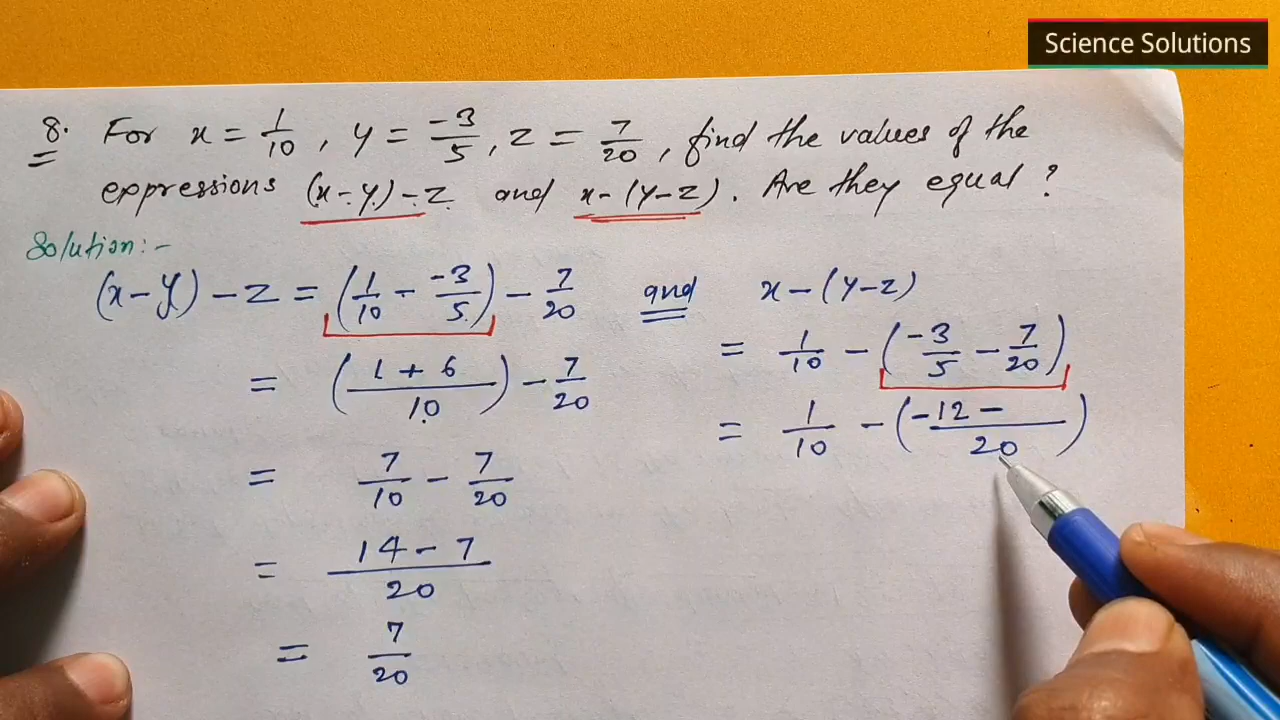 Science Solutions
8. For x = 1/10, y = -3/5, z = 7/20, find the values of the
expressions (x-y)-z and x-(y-z). Are they equal?
Solution:-
(x-y)-z = (1/10 - -3/5) - 7/20 and
= ((1+6)/10) - 7/20
= 7/10 - 7/20
= (14-7)/20
= 7/20
x-(y-z)
= 1/10 - (-3/5 - 7/20)
= 1/10 - ((-12 - )/20)